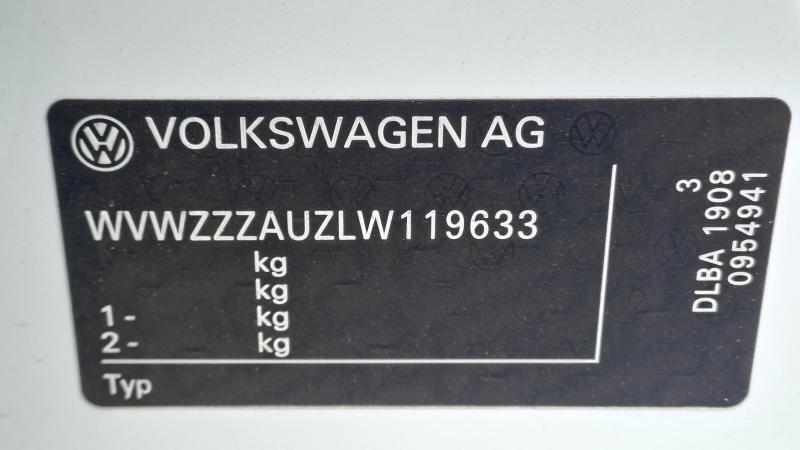 VOLKSWAGEN AG
WVWZZZAUZLW119633
kg
kg
1 - kg
2 - kg
Typ
3
DLBA 1908
0954941